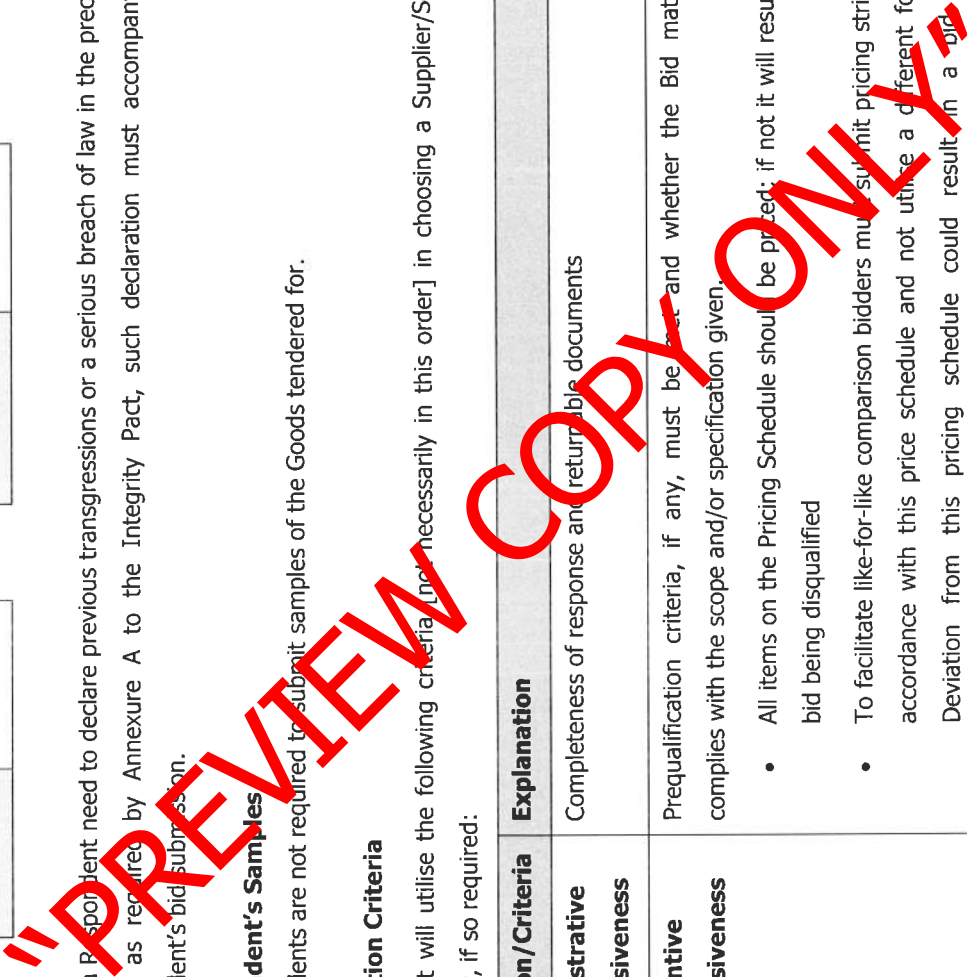 Respondent need to declare previous transgressions or a serious breach of law in the prec
as required by Annexure A to the Integrity Pact, such declaration must accompan
dent's bid submission.
dent's Samples
dents are not required to submit samples of the Goods tendered for.
tion Criteria
t will utilise the following criteria [not necessarily in this order] in choosing a Supplier/S
, if so required:
on/Criteria Explanation
strative
siveness
Completeness of response and returnable documents
ntive
siveness
Prequalification criteria, if any, must be met and whether the Bid mat
complies with the scope and/or specification given.
• All items on the Pricing Schedule should be priced; if not it will resu
bid being disqualified
• To facilitate like-for-like comparison bidders must submit pricing stri
accordance with this price schedule and not utilise a different fo
Deviation from this pricing schedule could result in a bid
“PREVIEW COPY ONLY”